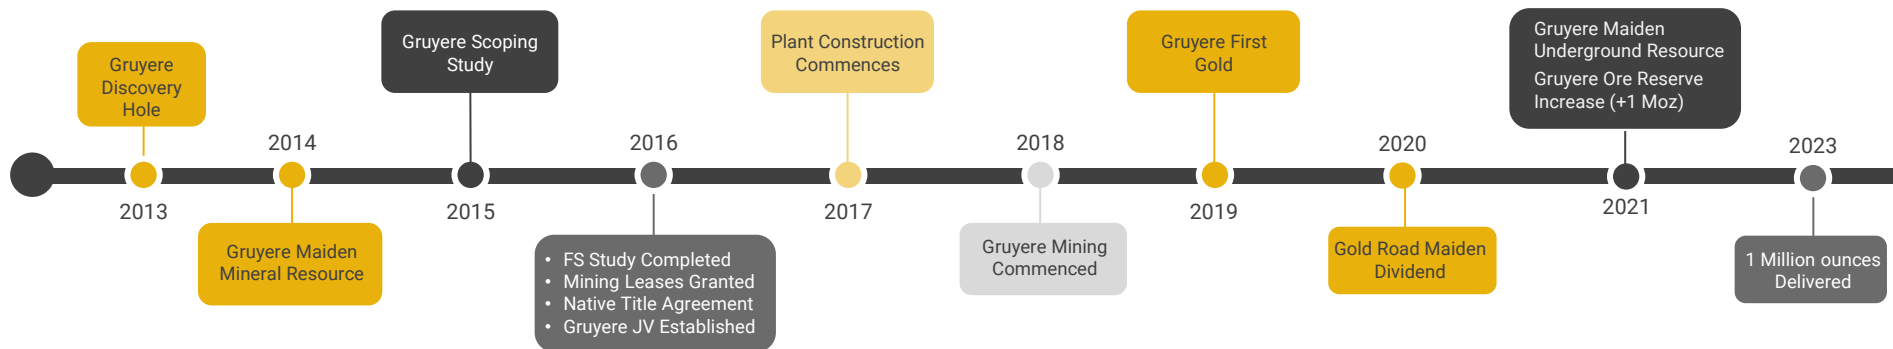 Gruyere
Discovery
Hole
2013
2014
Gruyere Maiden
Mineral Resource
Gruyere Scoping
Study
2015
2016
• FS Study Completed
• Mining Leases Granted
• Native Title Agreement
• Gruyere JV Established
Plant Construction
Commences
2017
2018
Gruyere Mining
Commenced
Gruyere First
Gold
2019
2020
Gold Road Maiden
Dividend
Gruyere Maiden
Underground Resource
Gruyere Ore Reserve
Increase (+1 Moz)
2021
2023
1 Million ounces
Delivered